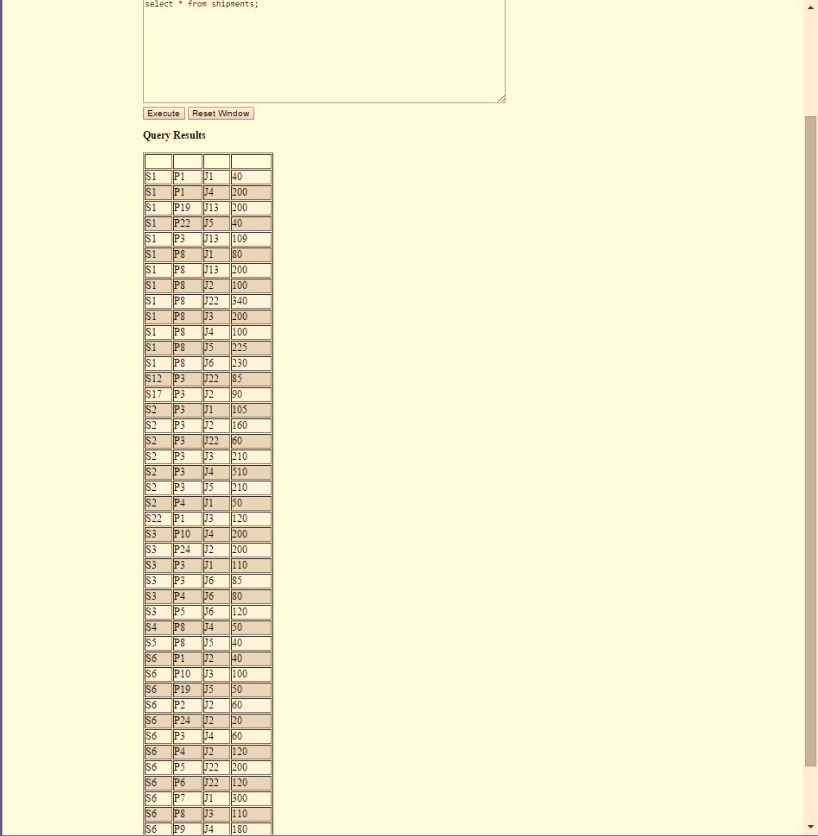 select * from shipments;
Execute Reset Window
Query Results
S1 P1 J1 40
S1 P1 J4 200
S1 P19 J13 200
S1 P22 J5 40
S1 P3 J13 109
S1 P8 J1 80
S1 P8 J13 200
S1 P8 J2 100
S1 P8 J22 340
S1 P8 J3 200
S1 P8 J4 100
S1 P8 J5 225
S1 P8 J6 230
S12 P3 J22 85
S17 P3 J2 90
S2 P3 J1 105
S2 P3 J2 160
S2 P3 J22 60
S2 P3 J3 210
S2 P3 J4 510
S2 P3 J5 210
S2 P4 J1 50
S22 P1 J3 120
S3 P10 J4 200
S3 P24 J2 200
S3 P3 J1 110
S3 P3 J6 85
S3 P4 J6 80
S3 P5 J6 120
S4 P8 J4 50
S5 P8 J5 40
S6 P1 J2 40
S6 P10 J3 100
S6 P19 J5 50
S6 P2 J2 60
S6 P24 J2 20
S6 P3 J4 60
S6 P4 J2 120
S6 P5 J22 200
S6 P6 J22 120
S6 P7 J1 300
S6 P8 J3 110
S6 P9 J4 180